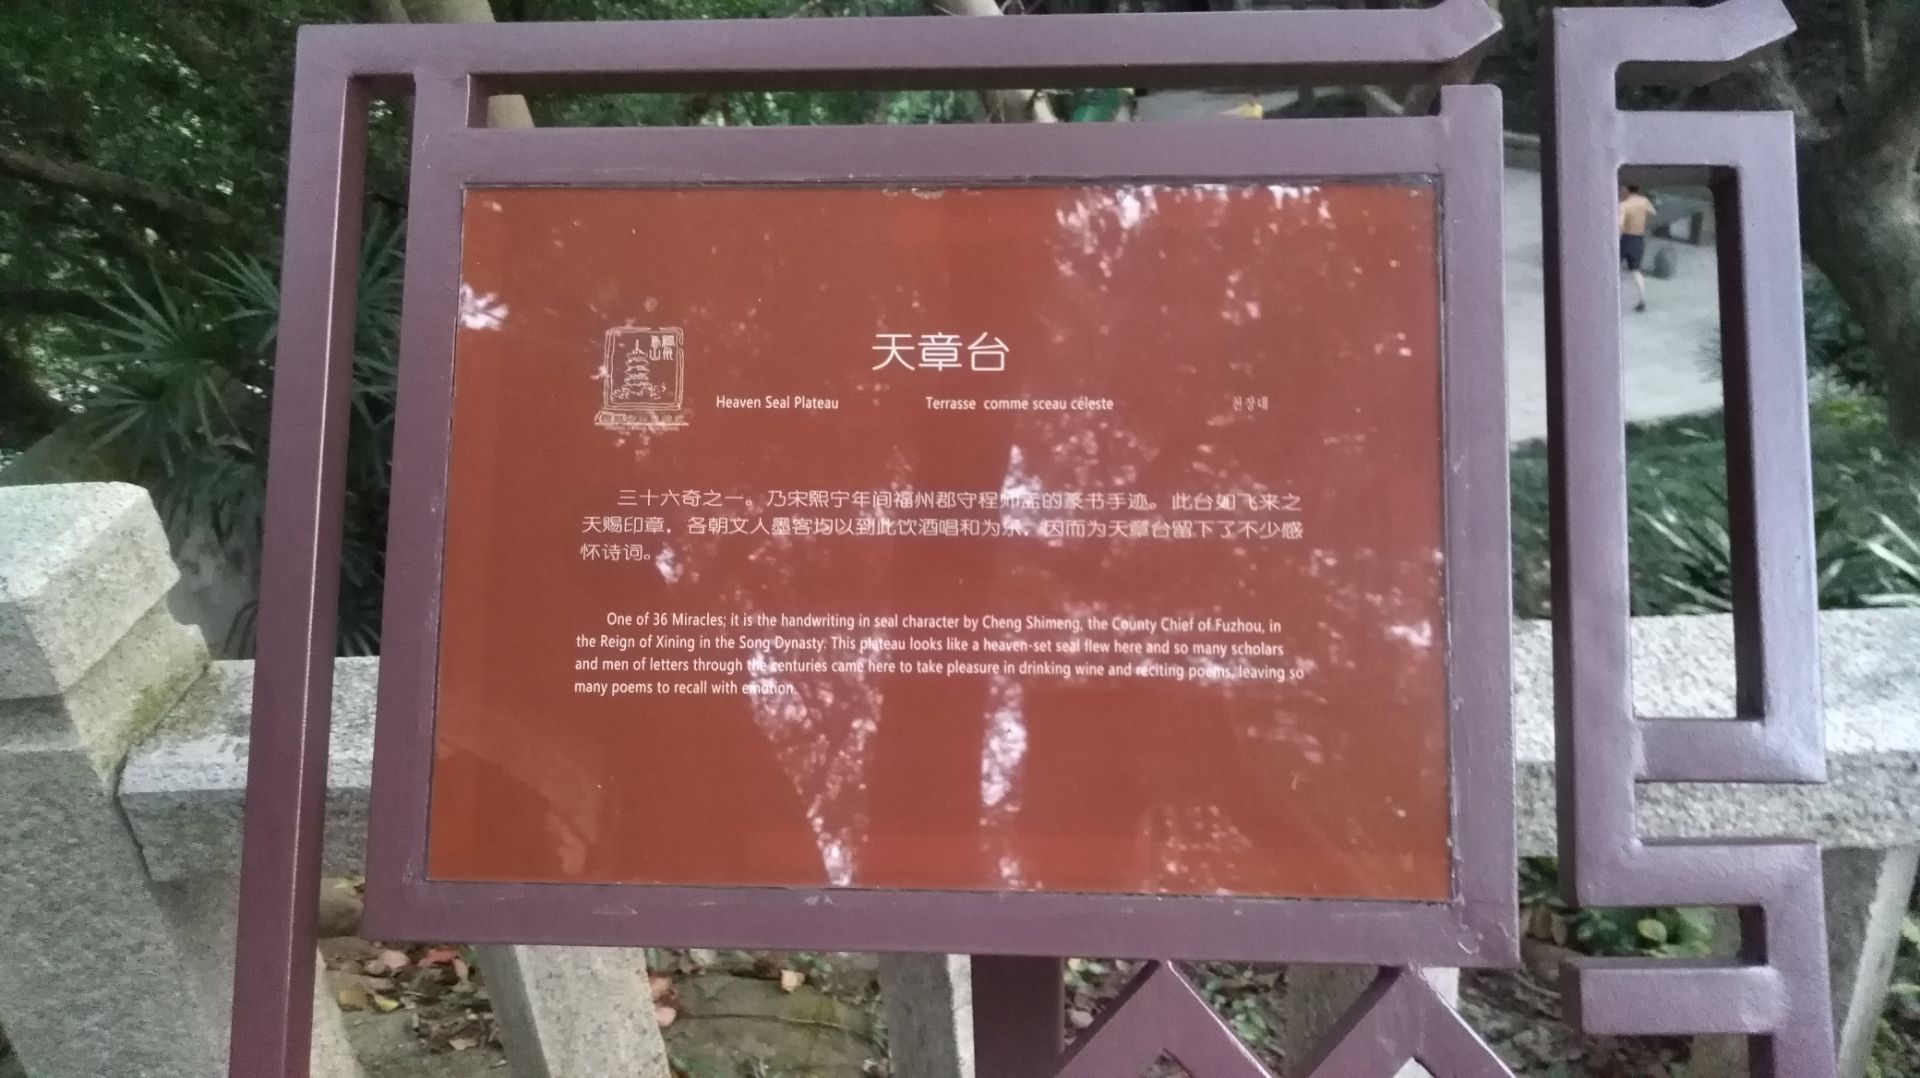 天章台
Heaven Seal Plateau
Terrasse comme sceau céleste
천장대
三十六奇之一。乃宋熙宁年间福州郡守程师孟的篆书手迹。此台如飞来之
天赐印章，各朝文人墨客均以到此饮酒唱和为乐，因而为天章台留下了不少感
怀诗词。
One of 36 Miracles; it is the handwriting in seal character by Cheng Shimeng, the County Chief of Fuzhou, in
the Reign of Xining in the Song Dynasty. This plateau looks like a heaven-set seal flew here and so many scholars
and men of letters through the centuries came here to take pleasure in drinking wine and reciting poems, leaving so
many poems to recall with emotion.